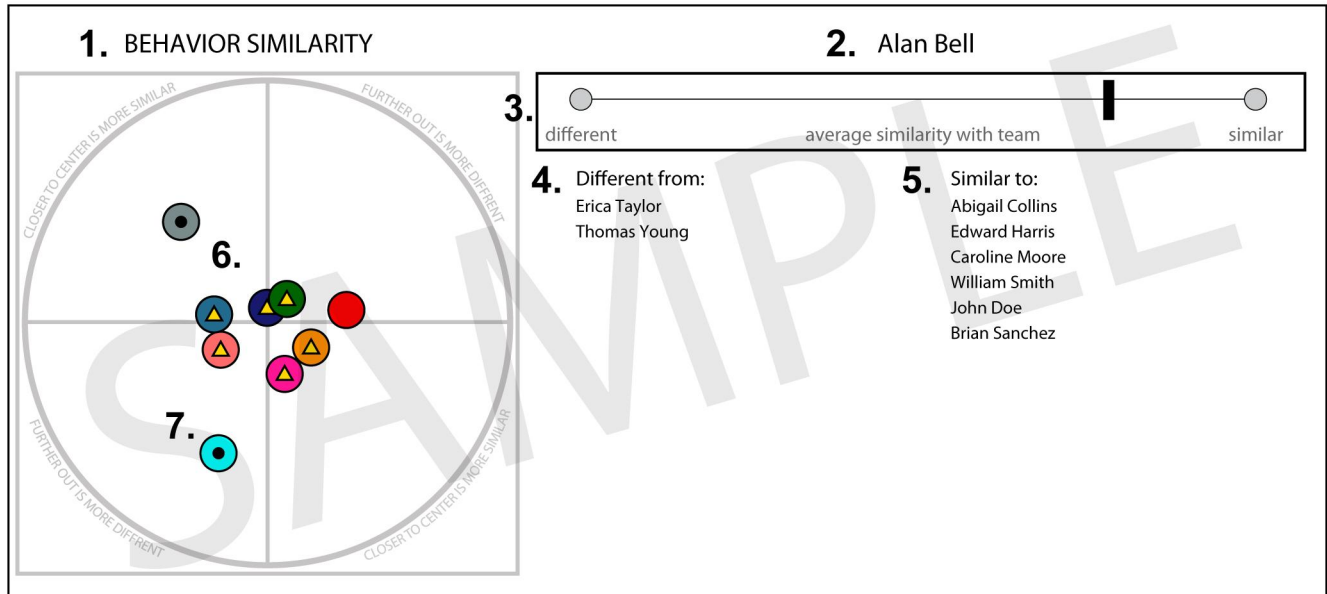 1. BEHAVIOR SIMILARITY
2. Alan Bell
CLOSER TO CENTER IS MORE SIMILAR
FURTHER OUT IS MORE DIFFRENT
3.
different
average similarity with team
similar
4. Different from:
Erica Taylor
Thomas Young
5. Similar to:
Abigail Collins
Edward Harris
Caroline Moore
William Smith
John Doe
Brian Sanchez
6.
7.
FURTHER OUT IS MORE DIFFERENT
CLOSER TO CENTER IS MORE SIMILAR
SAMPLE